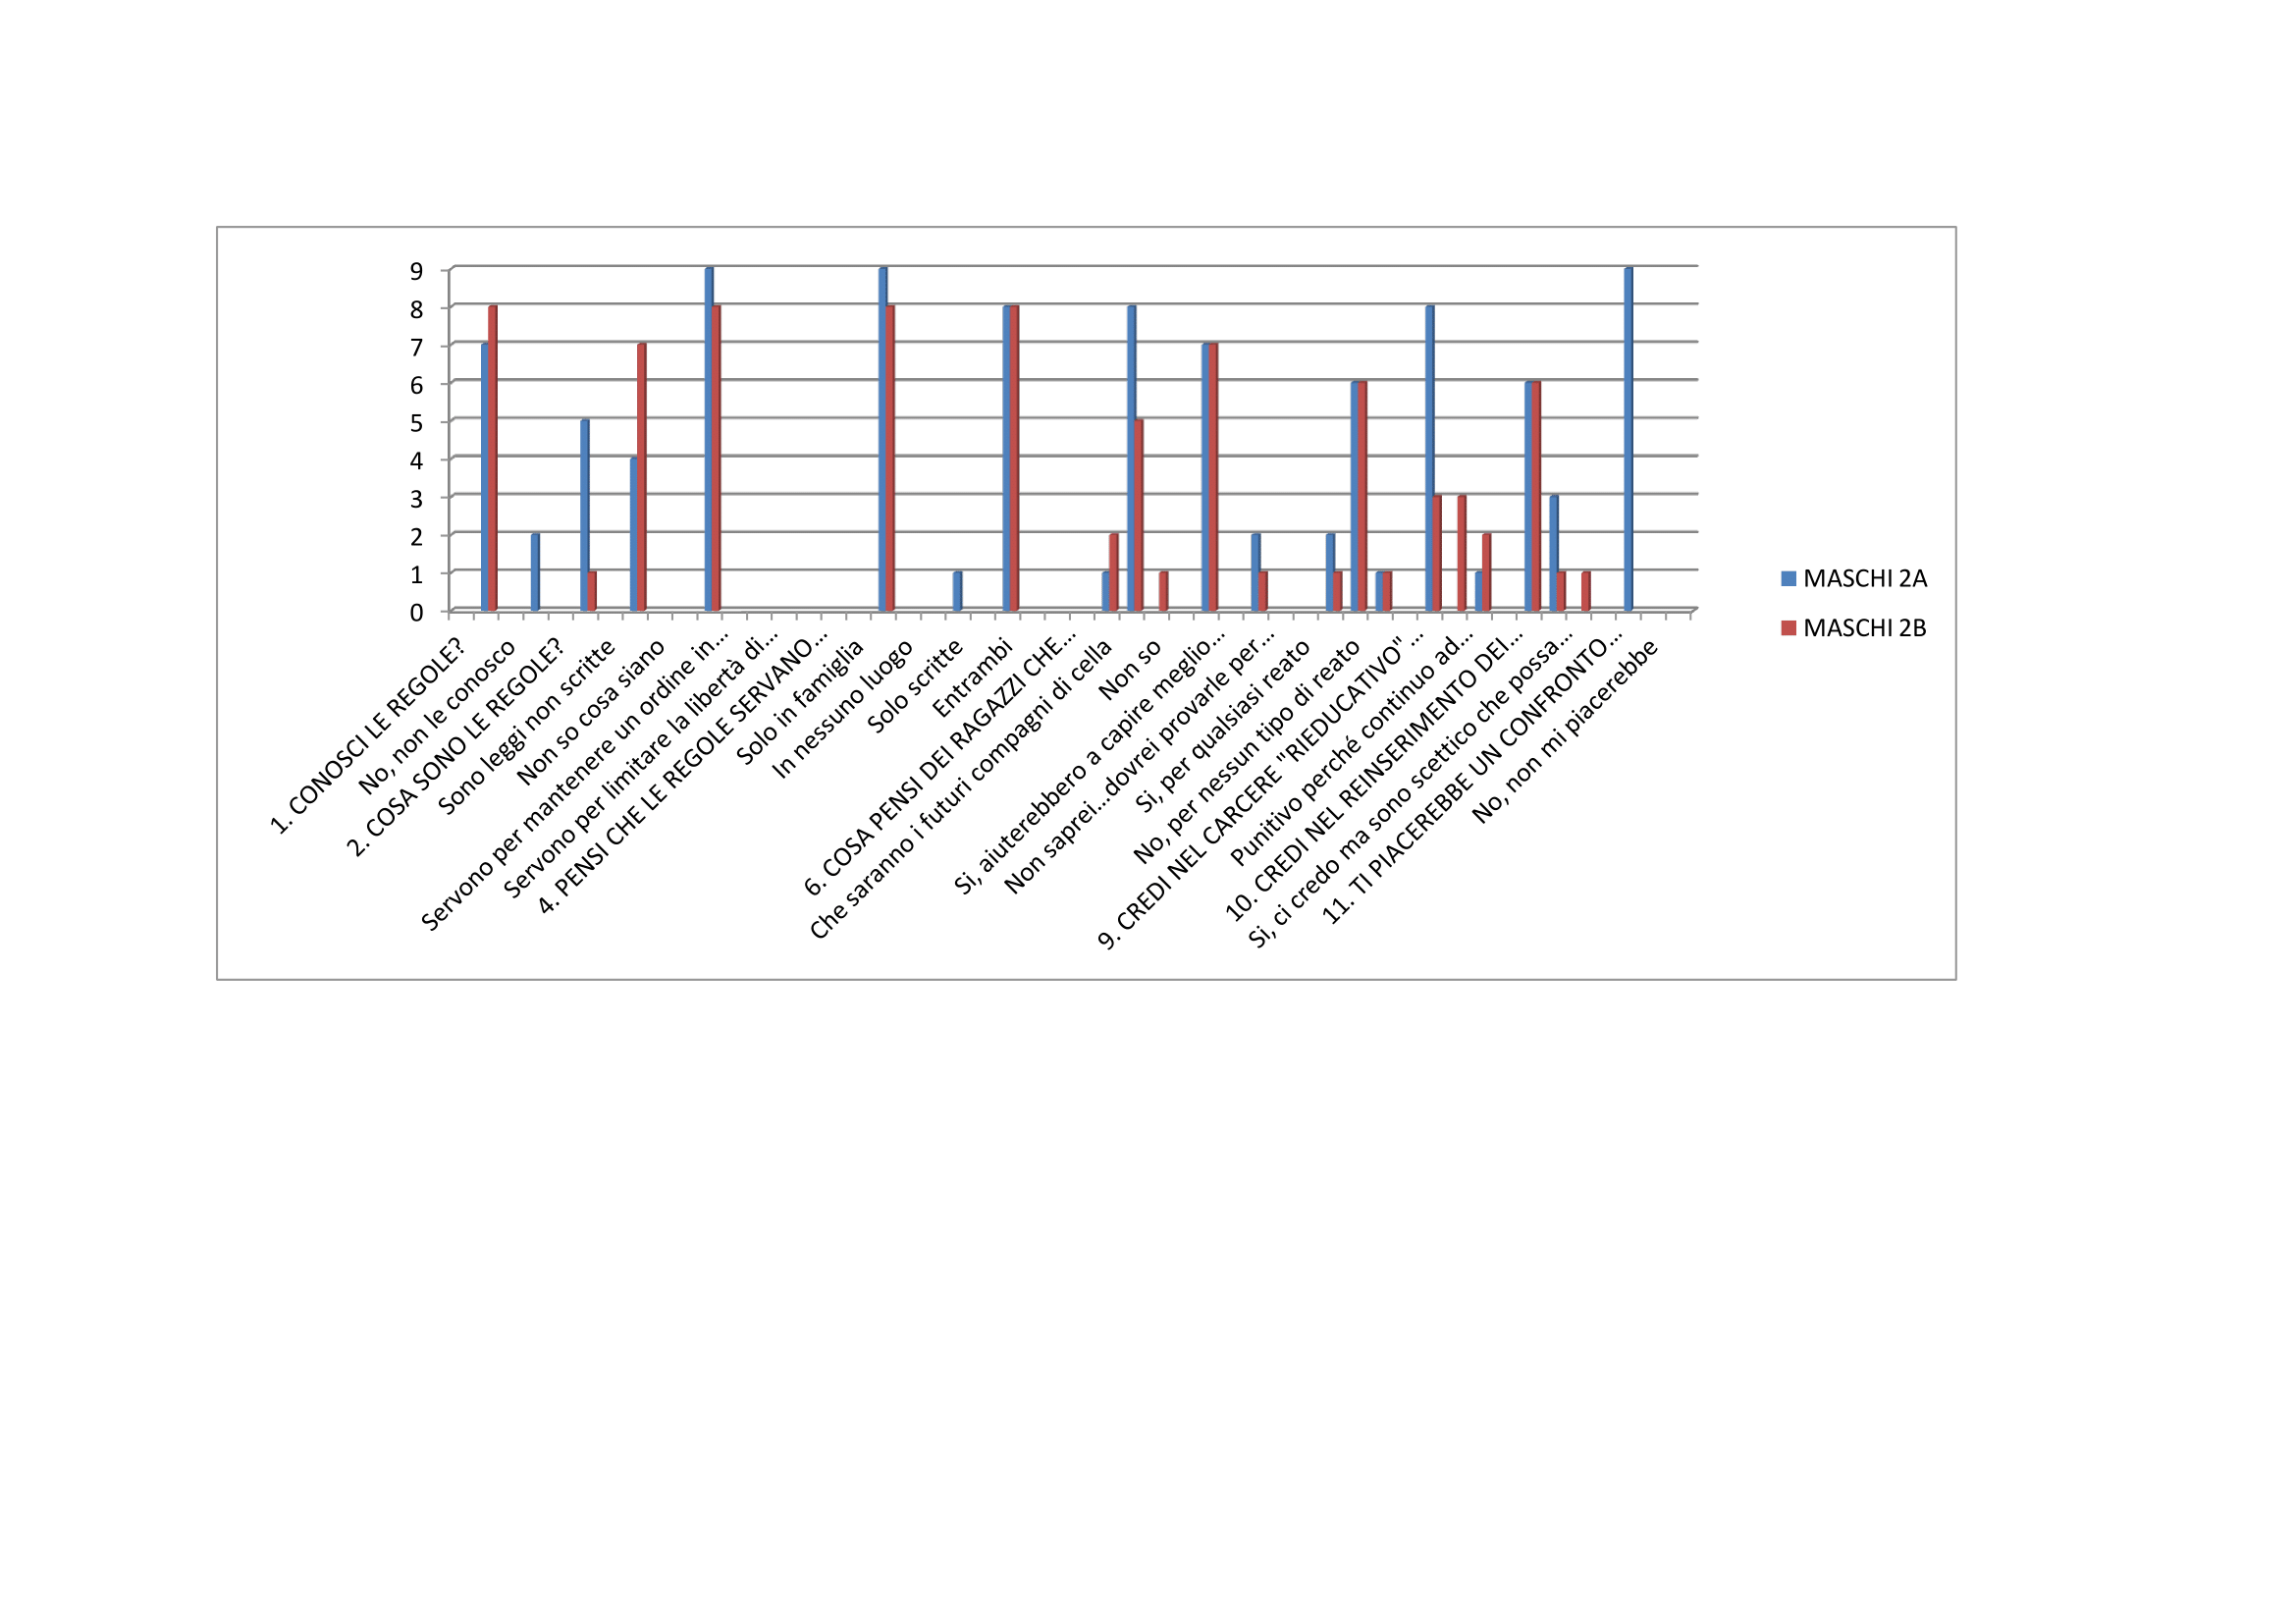 9
8
7
6
5
4
3
2
1
0
1. CONOSCI LE REGOLE?
No, non le conosco
2. COSA SONO LE REGOLE?
Sono leggi non scritte
Non so cosa siano
Servono per mantenere un ordine in...
Servono per limitare la libertà di...
4. PENSI CHE LE REGOLE SERVANO...
Solo in famiglia
In nessuno luogo
Solo scritte
Entrambi
6. COSA PENSI DEI RAGAZZI CHE...
Che saranno i futuri compagni di cella
Non so
Si, aiuterebbero a capire meglio...
Non saprei...dovrei provarle per...
Si, per qualsiasi reato
No, per nessun tipo di reato
9. CREDI NEL CARCERE "RIEDUCATIVO" ...
Punitivo perché continuo ad...
10. CREDI NEL REINSERIMENTO DEI...
Si, ci credo ma sono scettico che possa...
11. TI PIACEREBBE UN CONFRONTO...
No, non mi piacerebbe
MASCHI 2A
MASCHI 2B